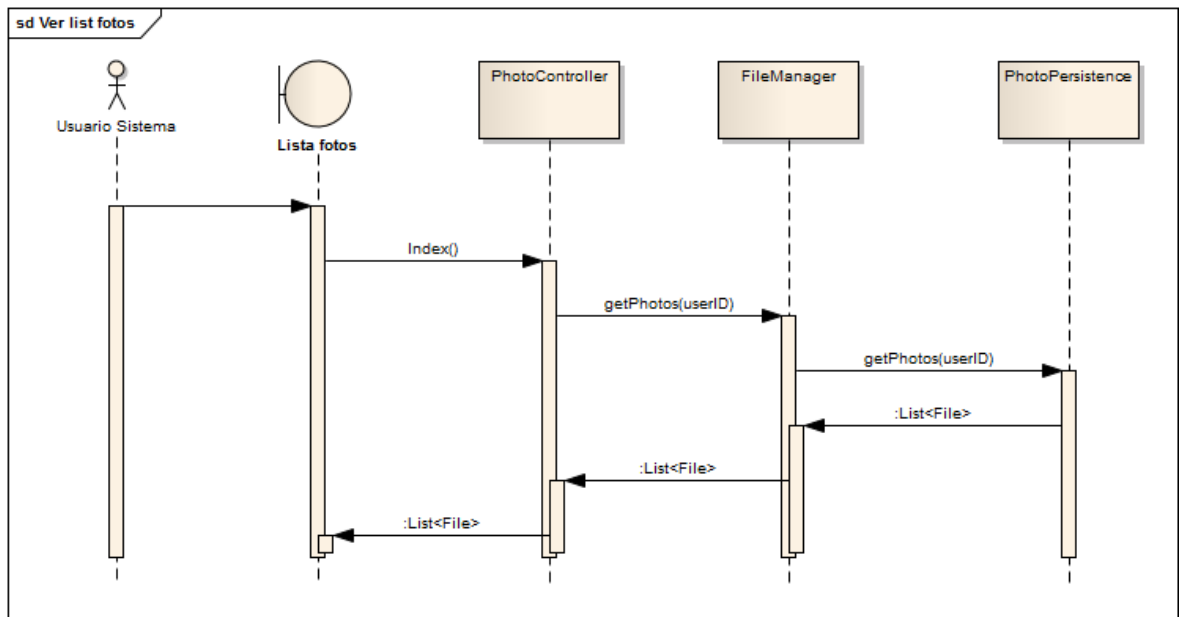 sd Ver list fotos
PhotoController
FileManager
PhotoPersistence
Usuario Sistema
Lista fotos
Index()
getPhotos(userID)
getPhotos(userID)
:List<File>
:List<File>
:List<File>